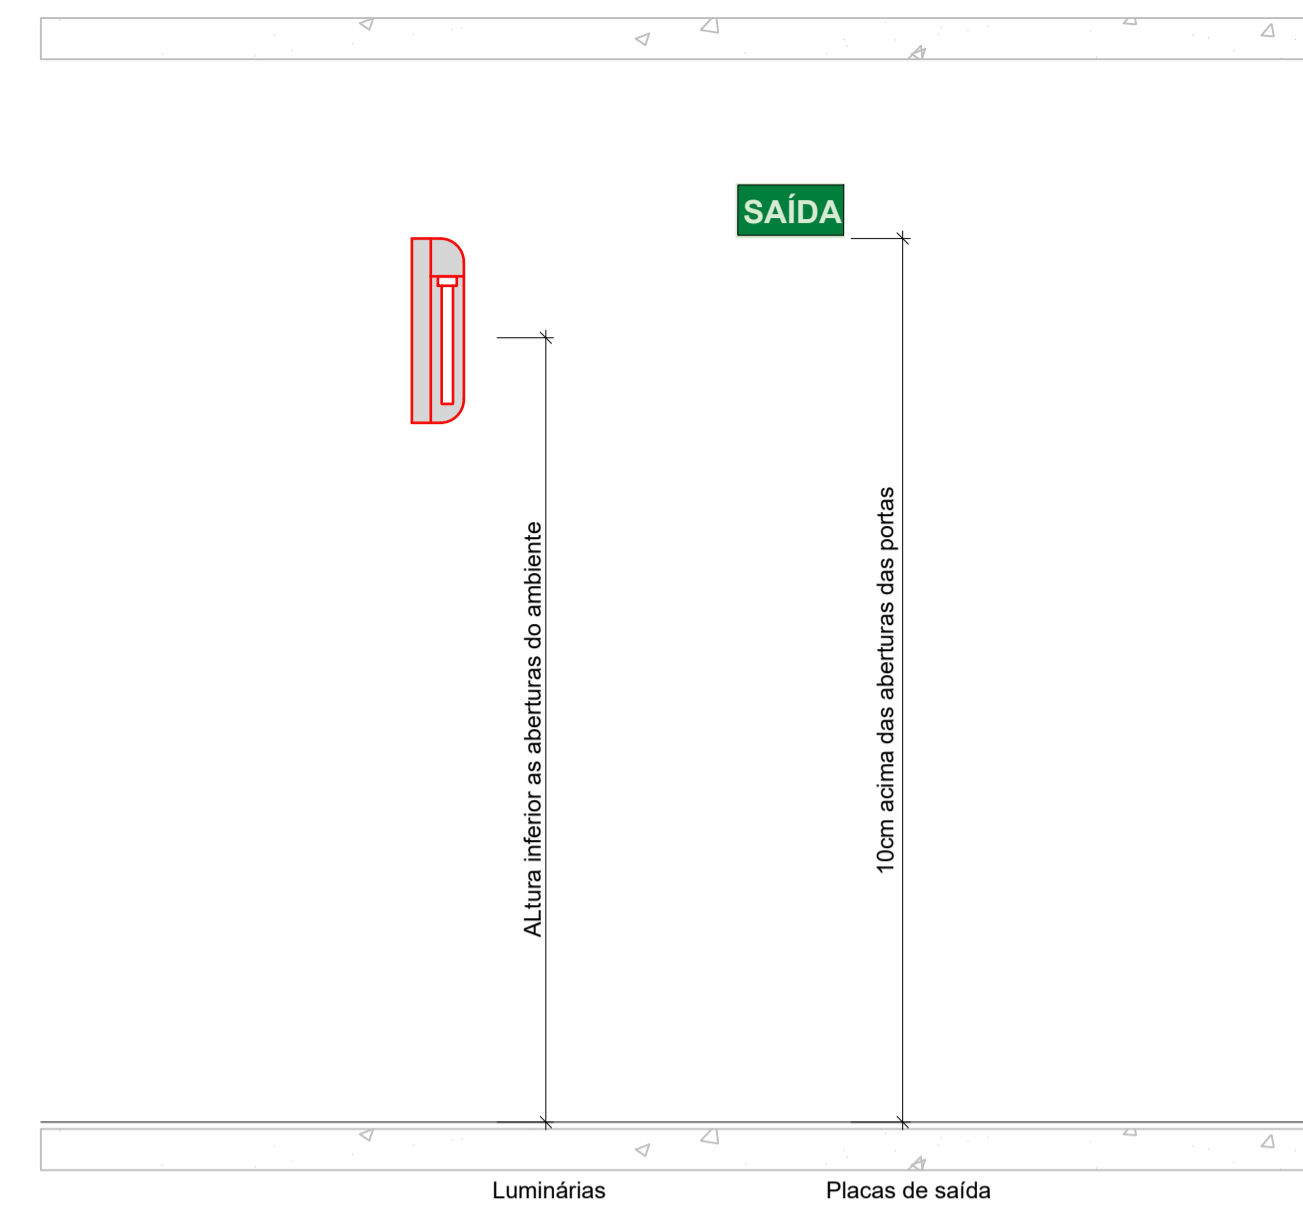 SAÍDA
ALtura inferior as aberturas do ambiente
10cm acima das aberturas das portas
Luminárias
Placas de saída